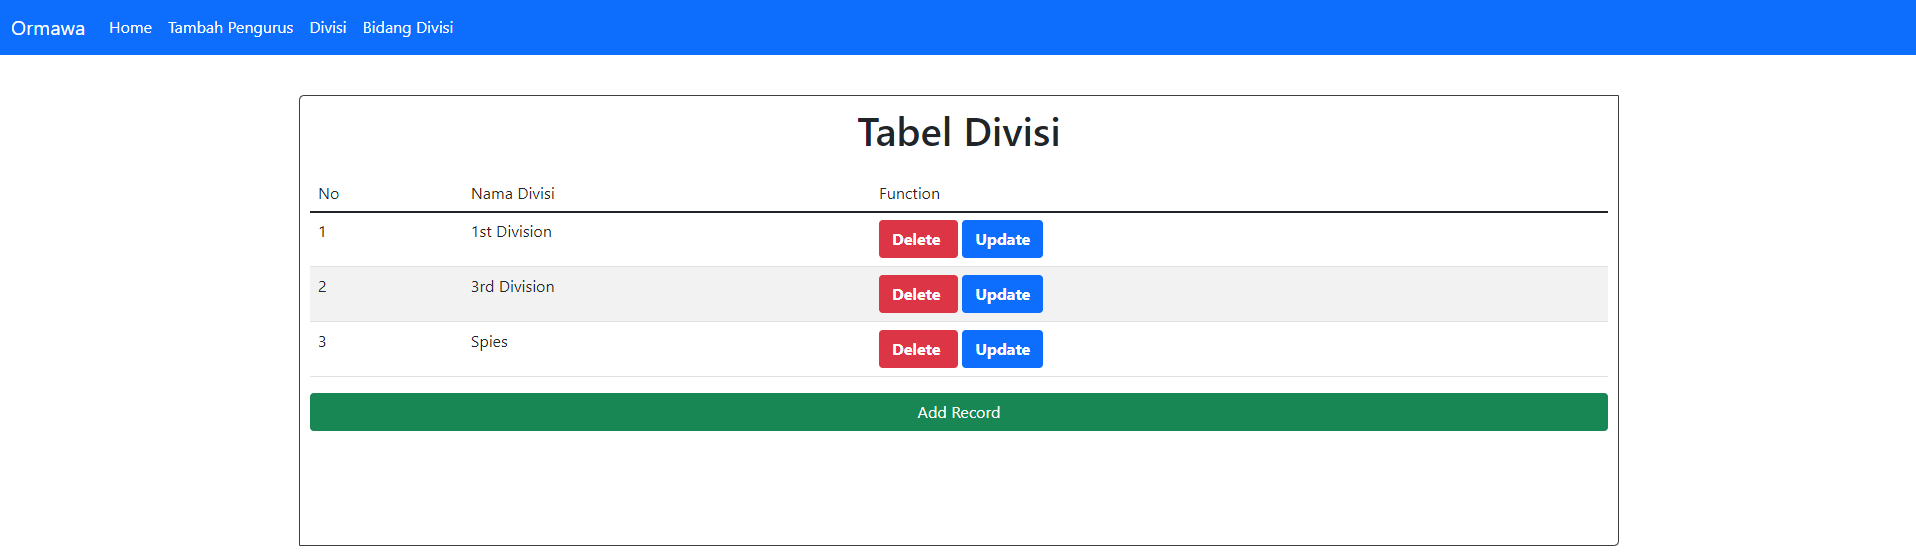 Ormawa Home Tambah Pengurus Divisi Bidang Divisi
Tabel Divisi
No Nama Divisi Function
1 1st Division Delete Update
2 3rd Division Delete Update
3 Spies Delete Update
Add Record